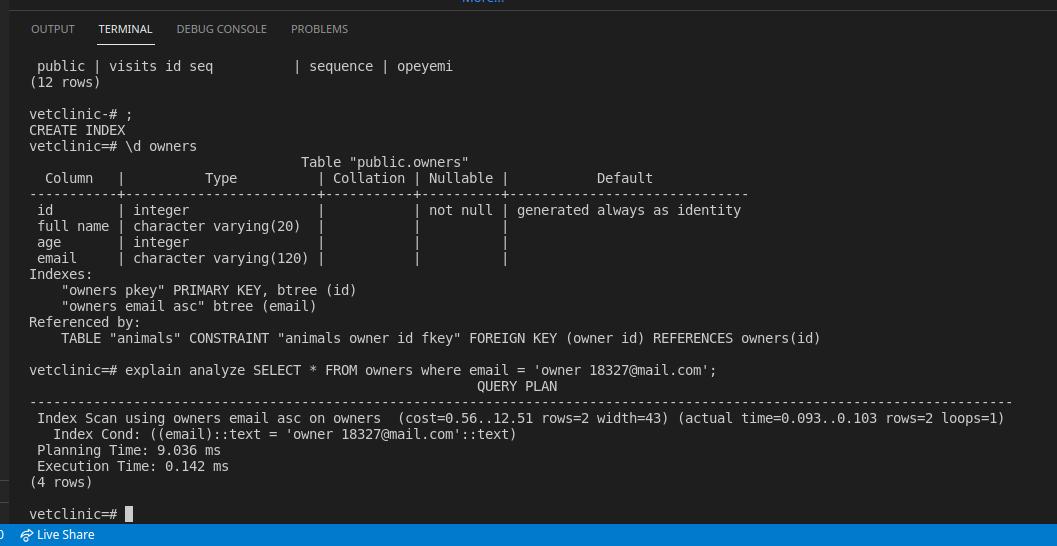 More...
OUTPUT TERMINAL DEBUG CONSOLE PROBLEMS
public | visits id seq | sequence | opeyemi
(12 rows)
vetclinic-# ;
CREATE INDEX
vetclinic=# \d owners
Table "public.owners"
Column | Type | Collation | Nullable | Default
-----------+------------------------+-----------+----------+------------------------------
id | integer | | not null | generated always as identity
full name | character varying(20) | | |
age | integer | | |
email | character varying(120) | | |
Indexes:
"owners pkey" PRIMARY KEY, btree (id)
"owners email asc" btree (email)
Referenced by:
TABLE "animals" CONSTRAINT "animals owner id fkey" FOREIGN KEY (owner id) REFERENCES owners(id)
vetclinic=# explain analyze SELECT * FROM owners where email = 'owner 18327@mail.com';
QUERY PLAN
---------------------------------------------------------------------------------------------------------------------------
Index Scan using owners email asc on owners (cost=0.56..12.51 rows=2 width=43) (actual time=0.093..0.103 rows=2 loops=1)
Index Cond: ((email)::text = 'owner 18327@mail.com'::text)
Planning Time: 9.036 ms
Execution Time: 0.142 ms
(4 rows)
vetclinic=#
0 Live Share